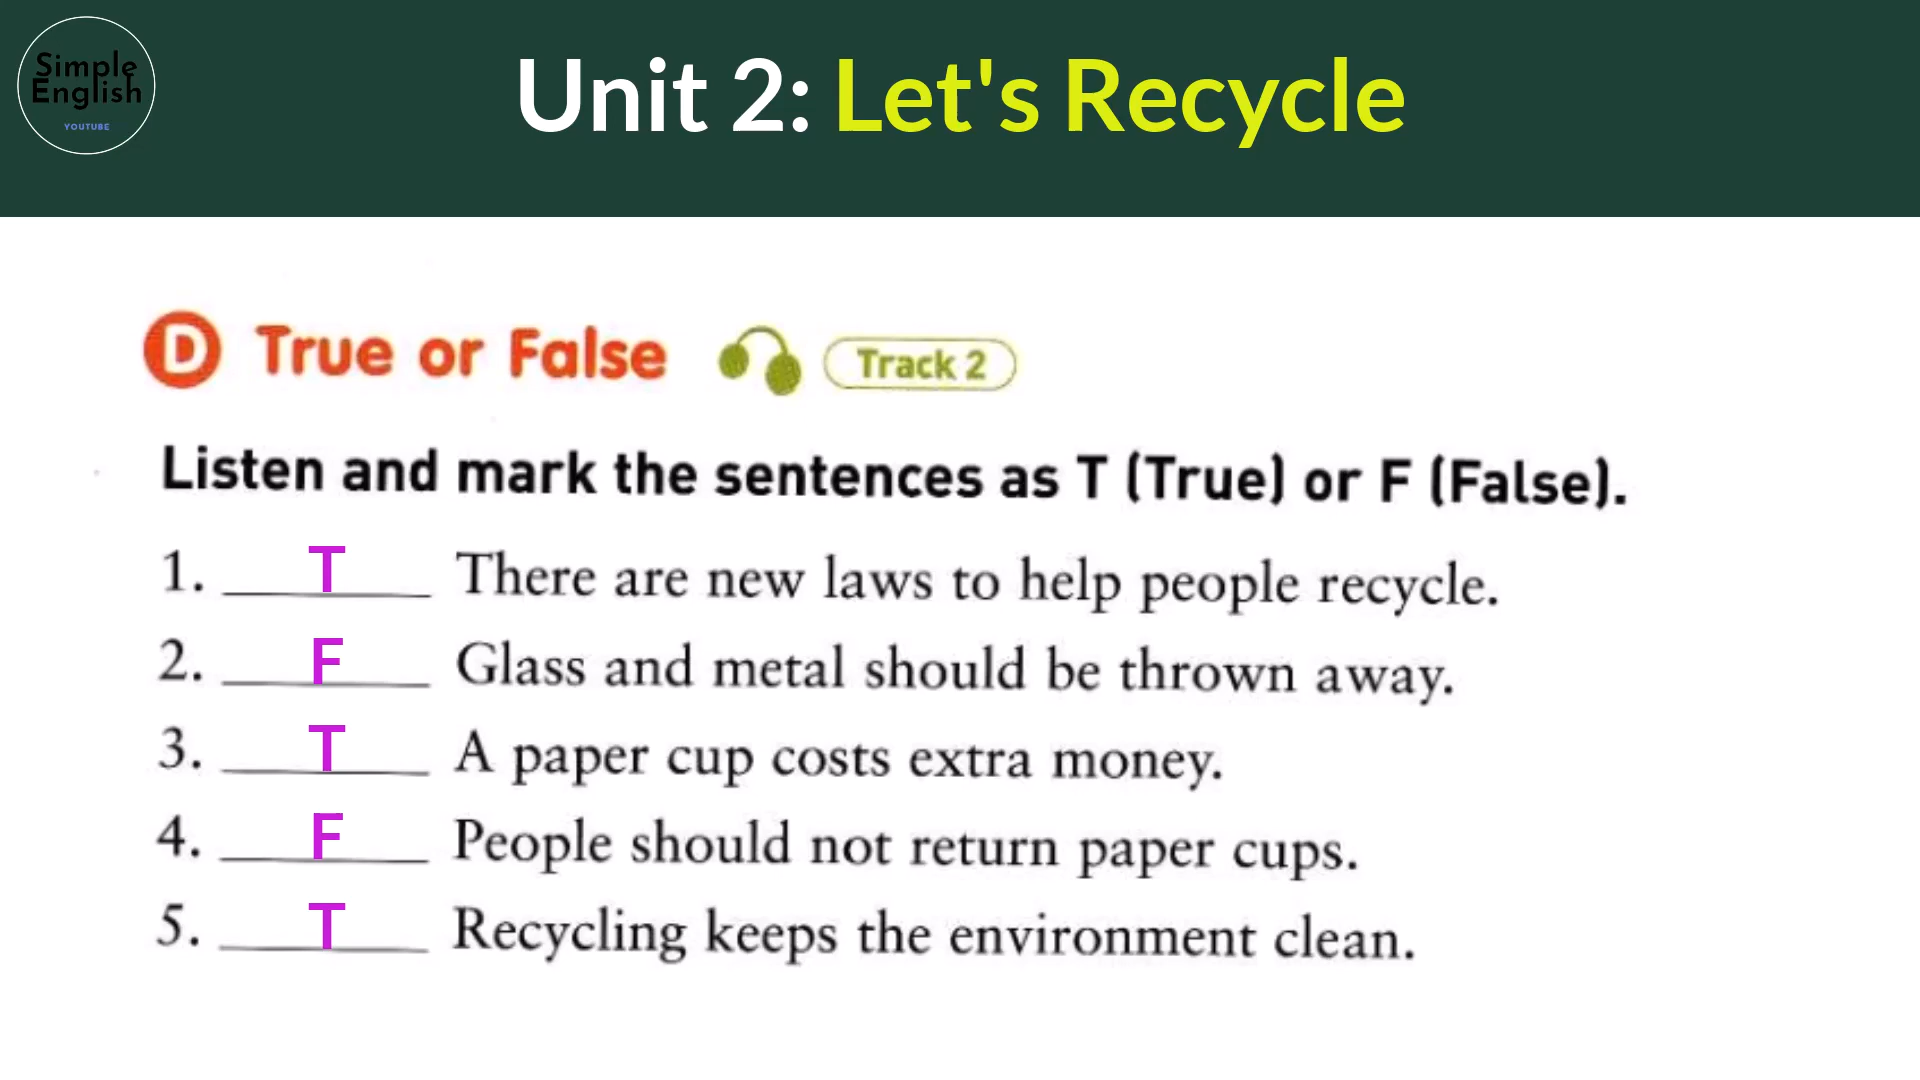 Simple
English
YOUTUBE
Unit 2: Let's Recycle
D True or False Track 2
Listen and mark the sentences as T (True) or F (False).
1. T There are new laws to help people recycle.
2. F Glass and metal should be thrown away.
3. T A paper cup costs extra money.
4. F People should not return paper cups.
5. T Recycling keeps the environment clean.